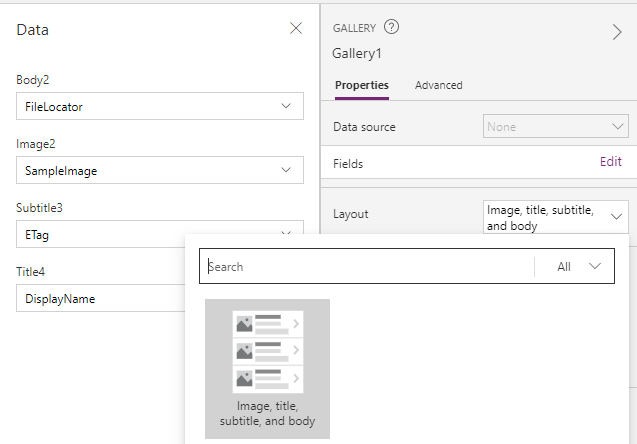 Data
Body2
FileLocator
Image2
SampleImage
Subtitle3
ETag
Title4
DisplayName
GALLERY ?
Gallery1
Properties Advanced
Data source None
Fields Edit
Layout Image, title, subtitle,
and body
Search All
Image, title,
subtitle, and body